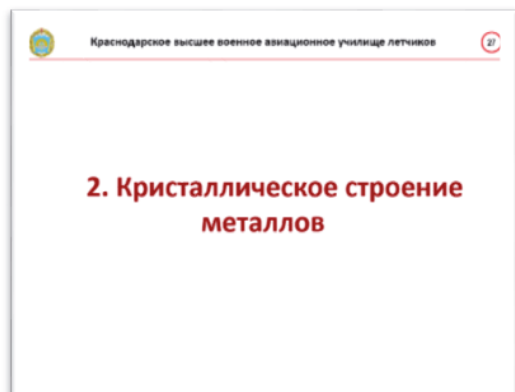 Краснодарское высшее военное авиационное училище летчиков
27
2. Кристаллическое строение
металлов